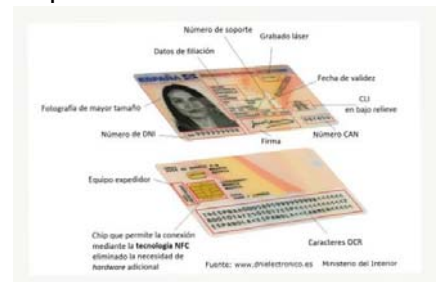 Número de soporte
Grabado láser
Datos de filiación
Fecha de validez
ESPAÑA
Fotografía de mayor tamaño
CLI
en bajo relieve
Número de DNI
Firma
Número CAN
Equipo expedidor
Chip que permite la conexión
mediante la tecnología NFC
eliminado la necesidad de
hardware adicional
Caracteres OCR
Fuente: www.dnielectronico.es Ministerio del Interior